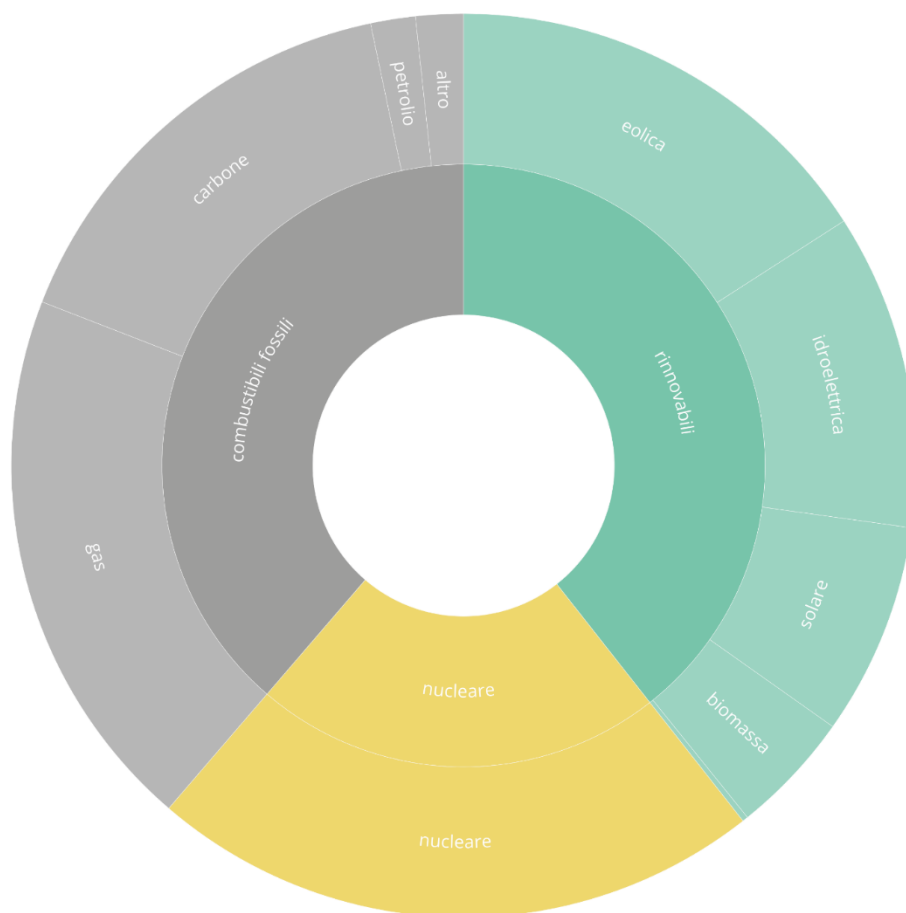 petrolio
altro
eolica
carbone
idroelettrica
combustibili fossili
rinnovabili
gas
solare
biomassa
nucleare
nucleare